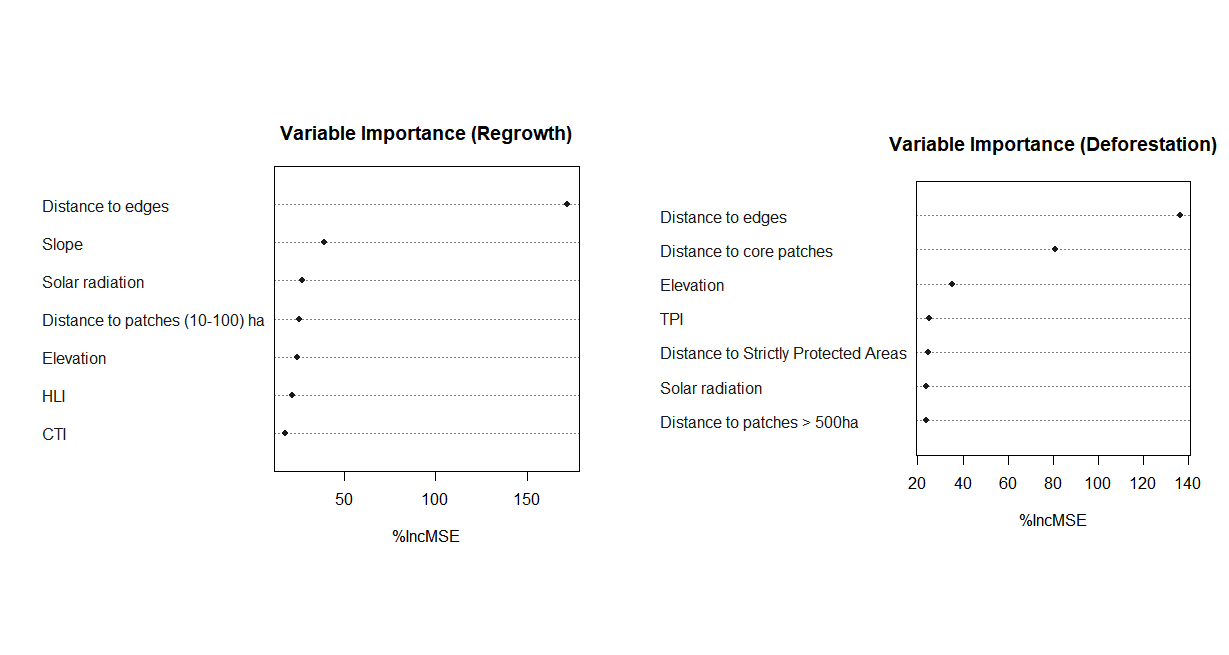 Variable Importance (Regrowth)
Distance to edges
Slope
Solar radiation
Distance to patches (10-100) ha
Elevation
HLI
CTI
50 100 150
%IncMSE
Variable Importance (Deforestation)
Distance to edges
Distance to core patches
Elevation
TPI
Distance to Strictly Protected Areas
Solar radiation
Distance to patches > 500ha
20 40 60 80 100 120 140
%IncMSE